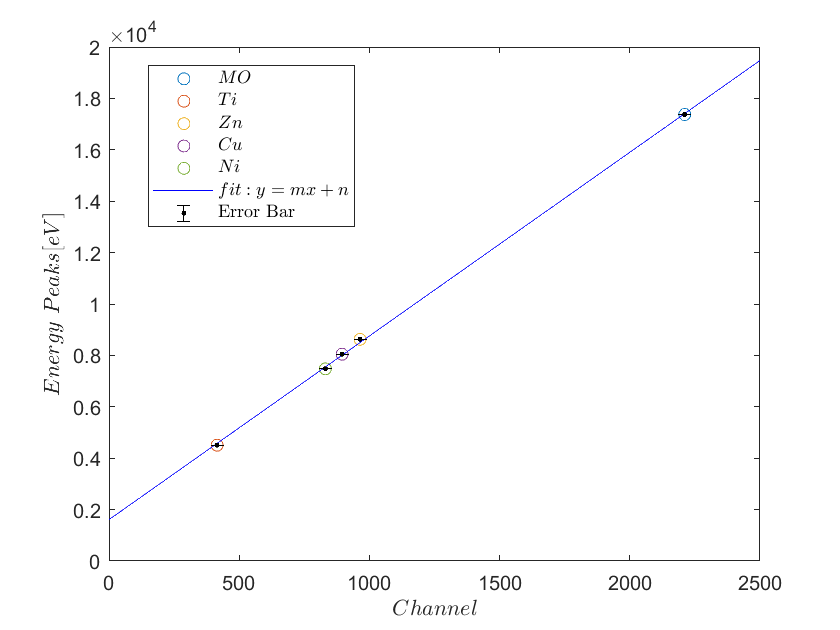 ×10⁴
2
1.8
1.6
1.4
1.2
1
0.8
0.6
0.4
0.2
0
MO
Ti
Zn
Cu
Ni
fit : y = mx + n
Error Bar
Energy Peaks[eV]
0 500 1000 1500 2000 2500
Channel